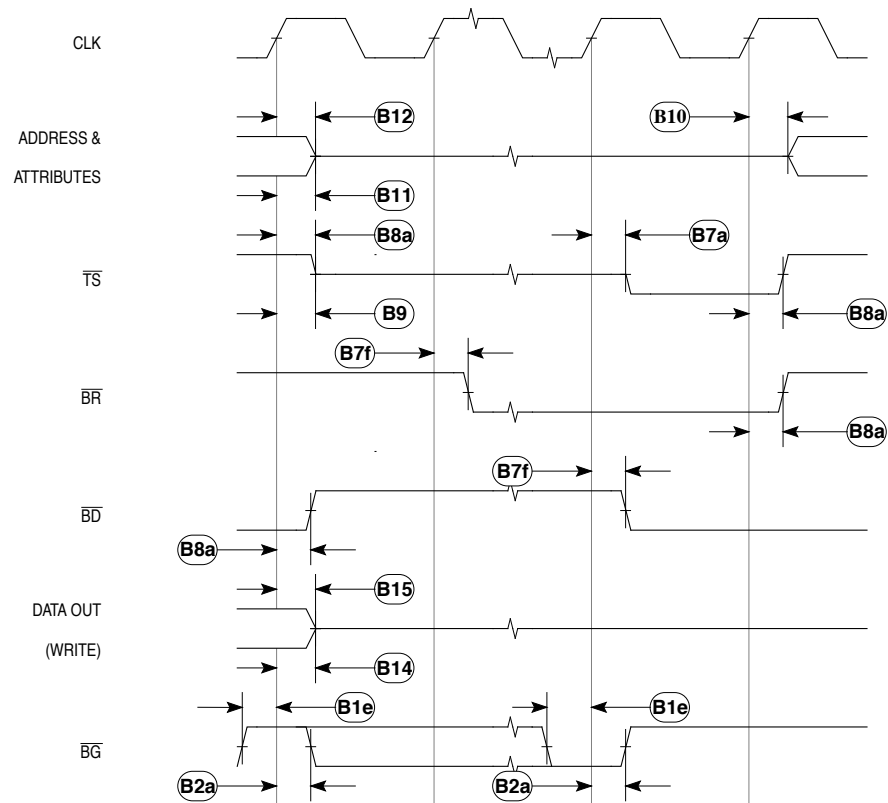 CLK
B12
B10
ADDRESS &
ATTRIBUTES
B11
B8a
B7a
TS
B9
B8a
B7f
BR
B8a
B7f
BD
B8a
B15
DATA OUT
(WRITE)
B14
B1e
B1e
BG
B2a
B2a